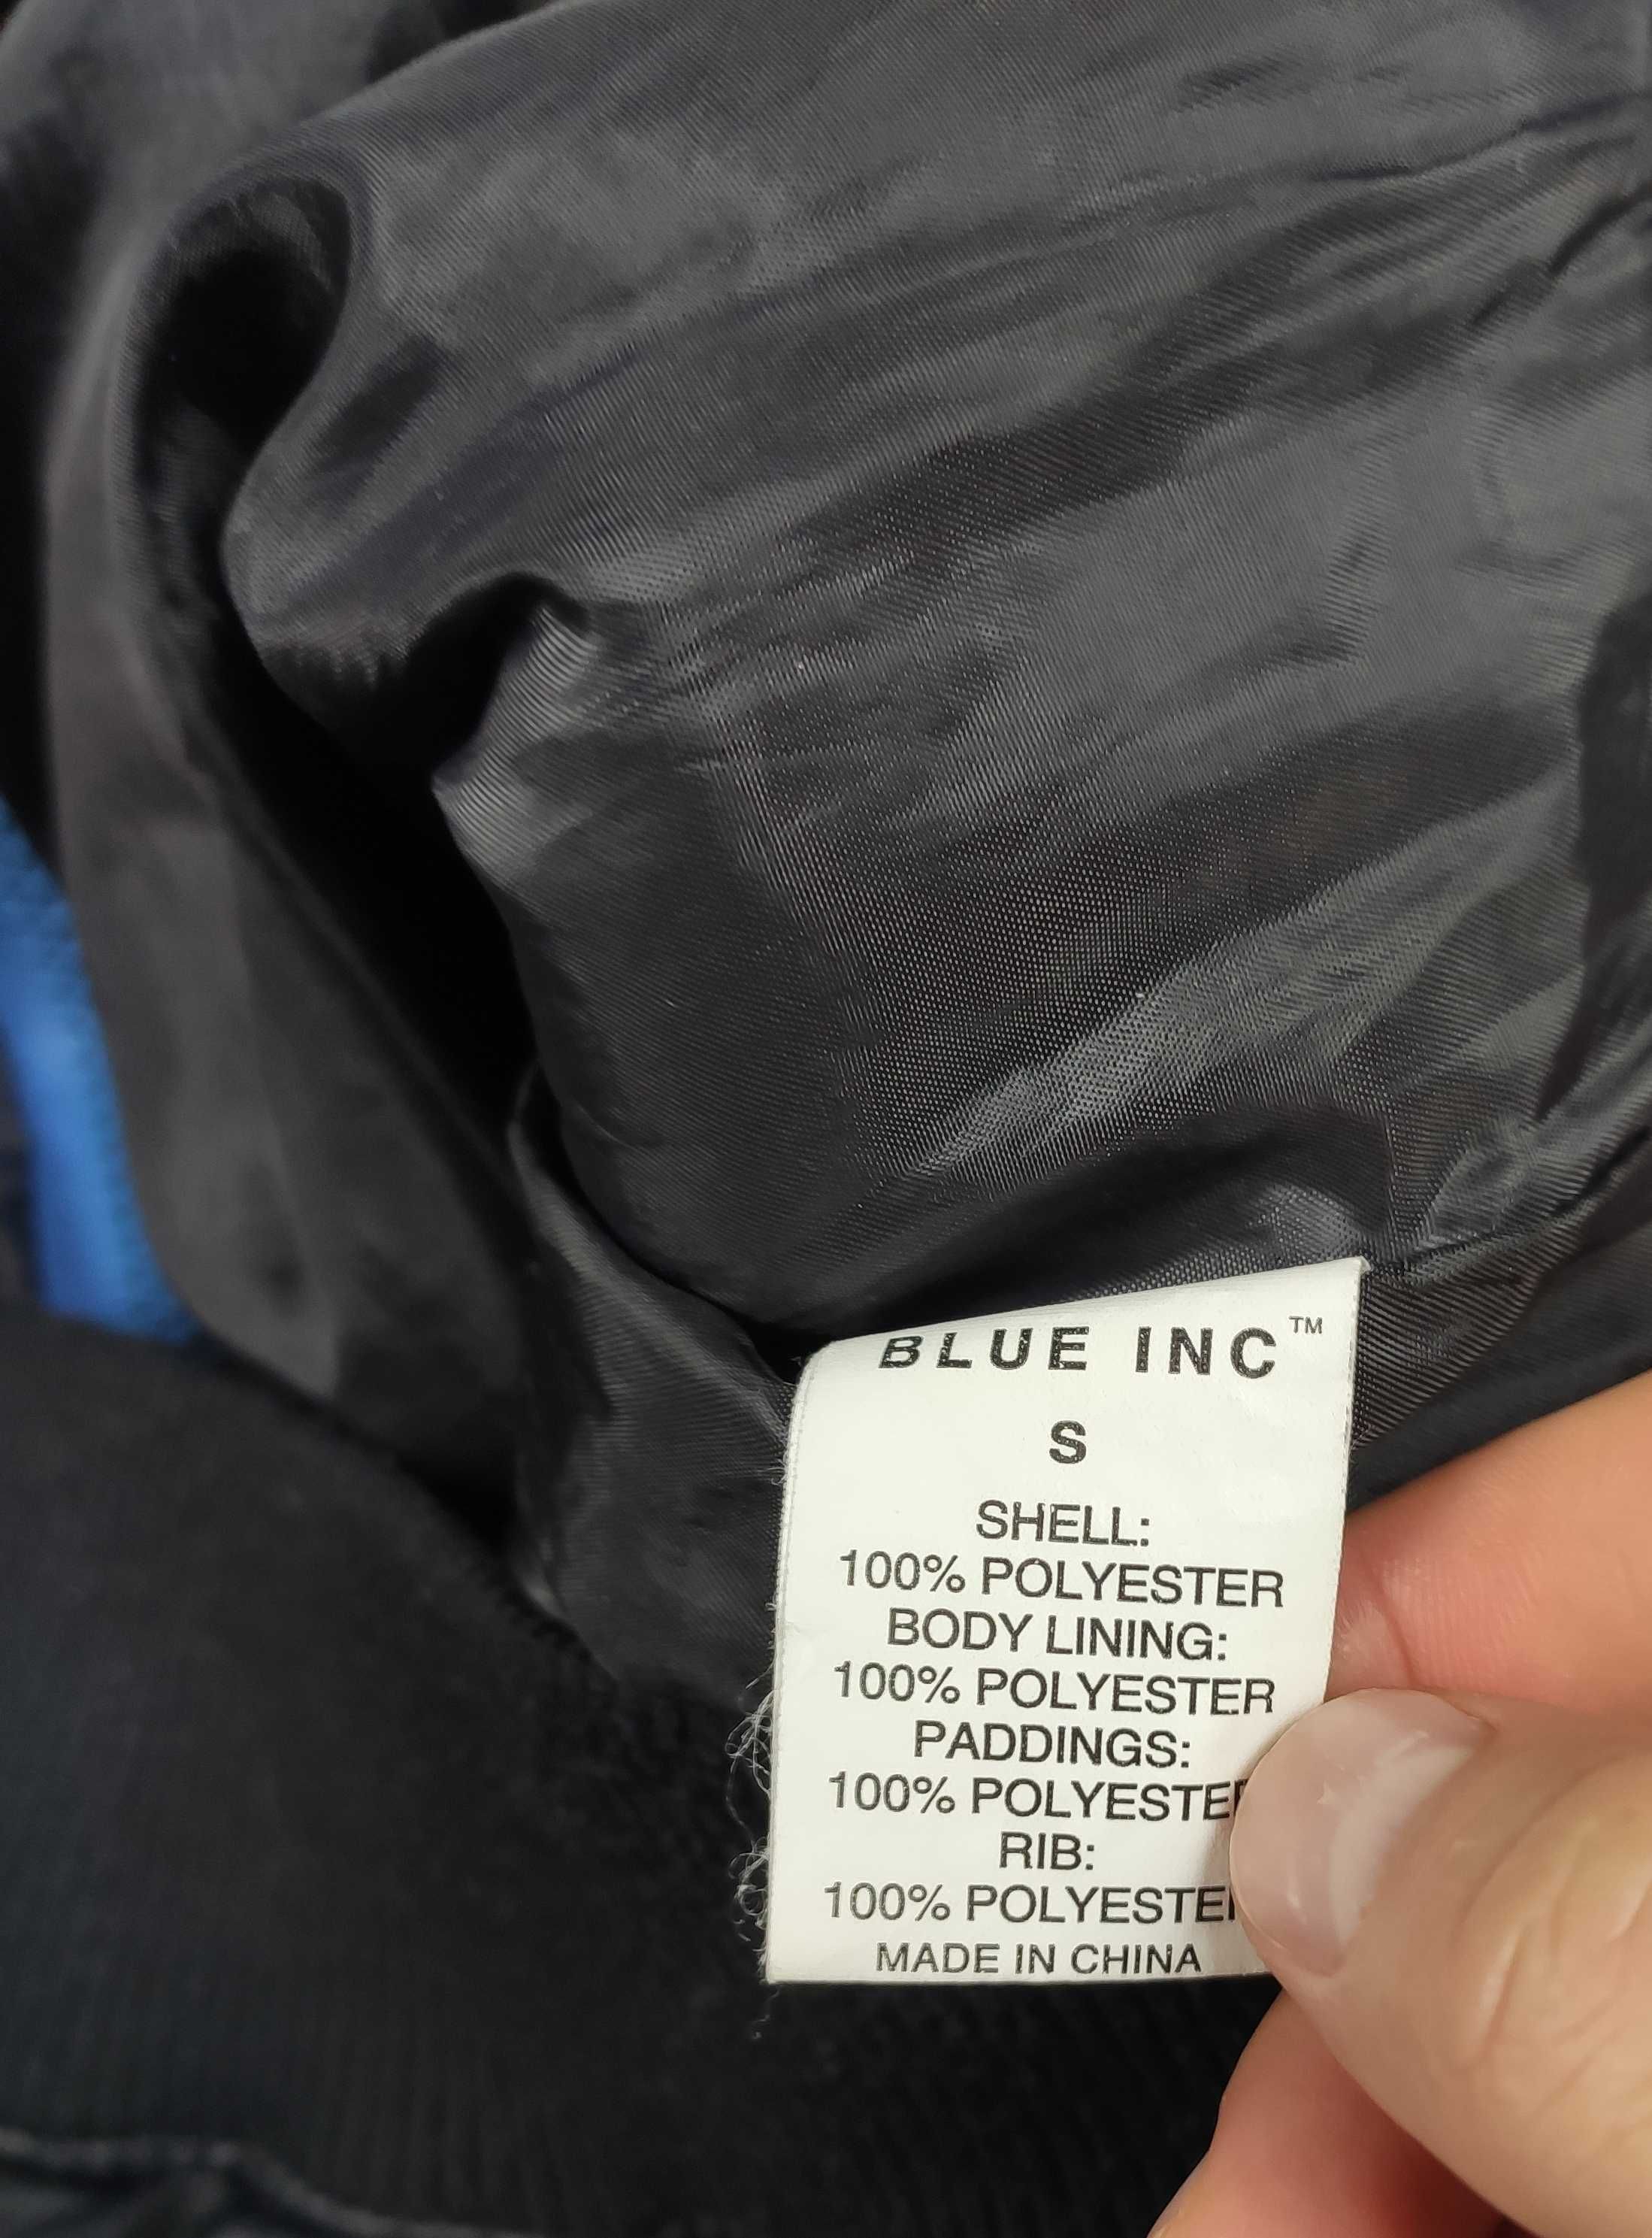 BLUE INC™
S
SHELL:
100% POLYESTER
BODY LINING:
100% POLYESTER
PADDINGS:
100% POLYESTER
RIB:
100% POLYESTER
MADE IN CHINA